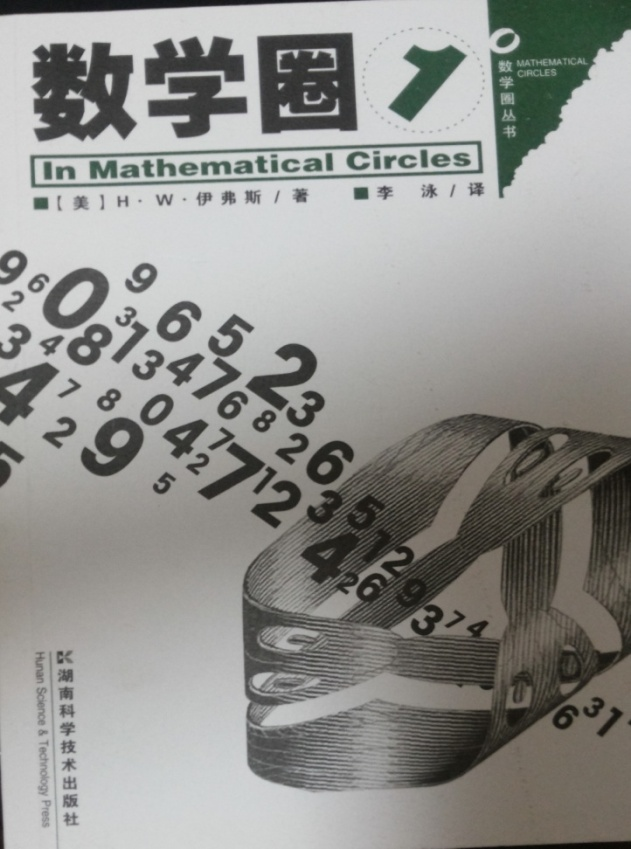 数学圈 1
In Mathematical Circles
■【美】H·W·伊弗斯/著 ■李 泳/译
数学圈丛书
MATHEMATICAL
CIRCLES
湖南科学技术出版社
Hunan Science & Technology Press